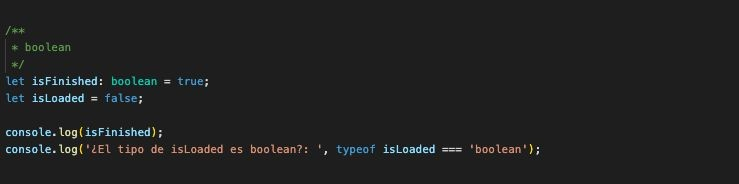 /**
 * boolean
 */
let isFinished: boolean = true;
let isLoaded = false;
console.log(isFinished);
console.log('¿El tipo de isLoaded es boolean?: ', typeof isLoaded === 'boolean');